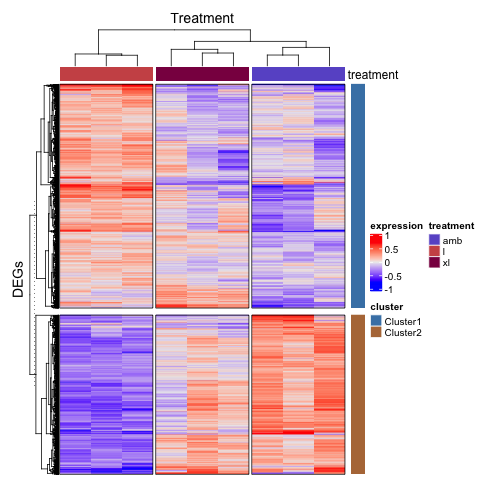 Treatment
treatment
DEGs
expression
1
0.5
0
-0.5
-1
treatment
amb
l
xl
cluster
Cluster1
Cluster2